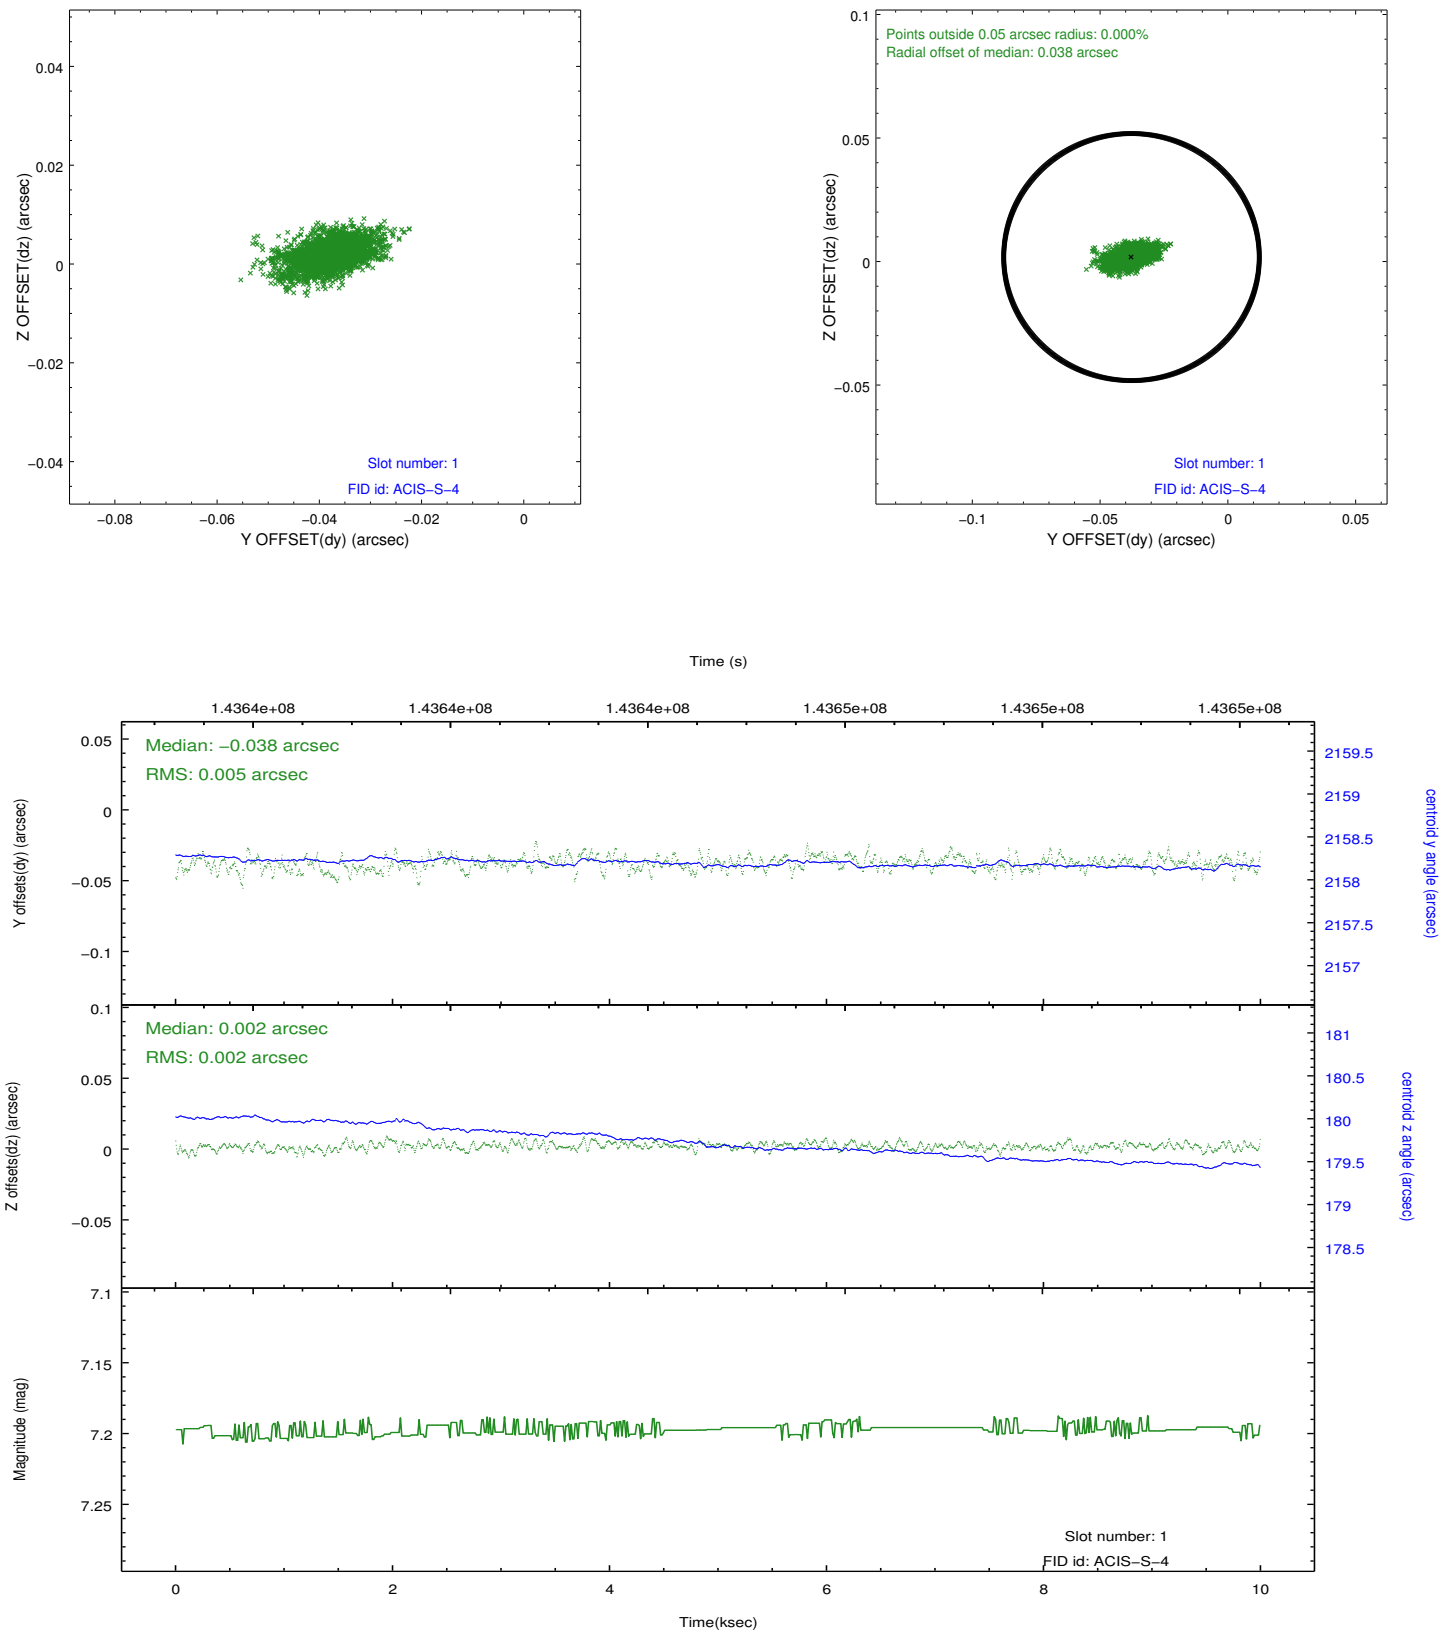 0.04
0.02
0
−0.02
−0.04
Z OFFSET(dz) (arcsec)
Slot number: 1
FID id: ACIS−S−4
−0.08 −0.06 −0.04 −0.02 0
Y OFFSET(dy) (arcsec)
0.1
0.05
0
−0.05
Z OFFSET(dz) (arcsec)
Points outside 0.05 arcsec radius: 0.000%
Radial offset of median: 0.038 arcsec
Slot number: 1
FID id: ACIS−S−4
−0.1 −0.05 0 0.05
Y OFFSET(dy) (arcsec)
Time (s)
1.4364e+08 1.4364e+08 1.4364e+08 1.4365e+08 1.4365e+08 1.4365e+08
Median: −0.038 arcsec
RMS: 0.005 arcsec
0.05
0
−0.05
−0.1
Y offsets(dy) (arcsec)
2159.5
2159
2158.5
2158
2157.5
2157
centroid y angle (arcsec)
Median: 0.002 arcsec
RMS: 0.002 arcsec
0.1
0.05
0
−0.05
Z offsets(dz) (arcsec)
181
180.5
180
179.5
179
178.5
centroid z angle (arcsec)
7.1
7.15
7.2
7.25
Magnitude (mag)
Slot number: 1
FID id: ACIS−S−4
0 2 4 6 8 10
Time(ksec)